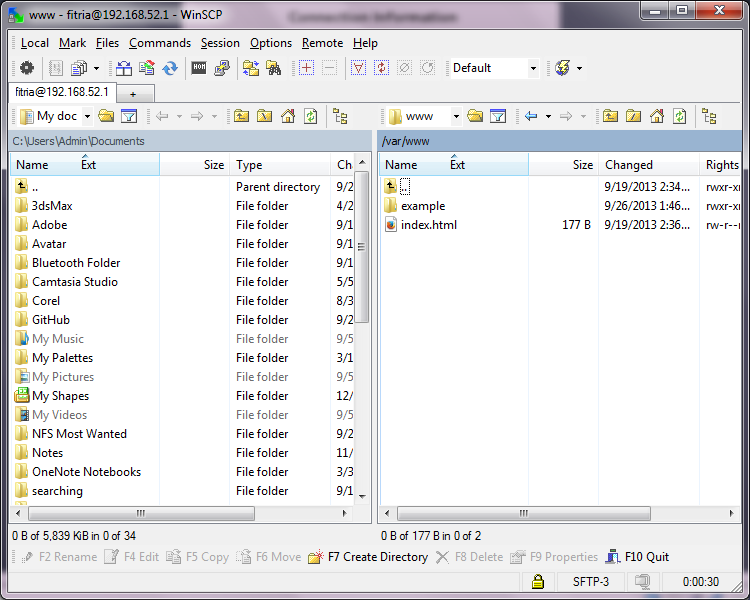 www - fitria@192.168.52.1 - WinSCP
Local Mark Files Commands Session Options Remote Help
Default
fitria@192.168.52.1 +
My doc www
C:\Users\Admin\Documents /var/www
Name Ext Size Type Ch Name Ext Size Changed Rights
.. Parent directory 9/2 .. 9/19/2013 2:34... rwxr-xr
3dsMax File folder 4/2 example 9/26/2013 1:46... rwxr-xr
Adobe File folder 9/1 index.html 177 B 9/19/2013 2:36... rw-r--r
Avatar File folder 9/1
Bluetooth Folder File folder 9/1
Camtasia Studio File folder 5/5
Corel File folder 8/3
GitHub File folder 9/2
My Music File folder 9/5
My Palettes File folder 3/1
My Pictures File folder 9/5
My Shapes File folder 12/
My Videos File folder 9/5
NFS Most Wanted File folder 9/2
Notes File folder 11/
OneNote Notebooks File folder 3/3
searching File folder 9/1
0 B of 5,839 KiB in 0 of 34 0 B of 177 B in 0 of 2
F2 Rename F4 Edit F5 Copy F6 Move F7 Create Directory F8 Delete F9 Properties F10 Quit
SFTP-3 0:00:30